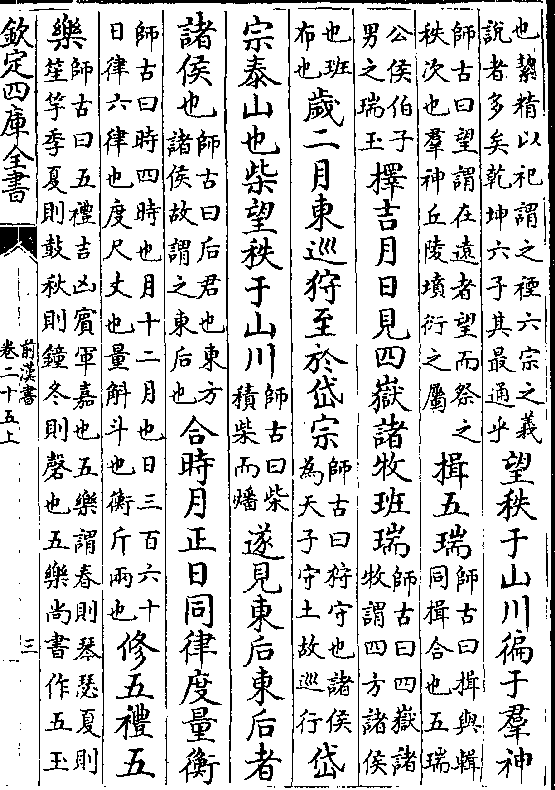 也絜精以祀謂之禋六宗之義說者多矣乾坤六子其最通乎望秩于山川徧于羣神
師古曰望謂在遠者望而祭之秩次也羣神丘陵墳衍之屬揖五瑞師古曰揖與輯同揖合也五瑞
公侯伯子男之瑞玉擇吉月日見四嶽諸牧班瑞師古曰四嶽諸牧謂四方諸侯
也班布也歲二月東巡狩至於岱宗師古曰狩守也諸侯為天子守土故巡行岱
宗泰山也柴望秩于山川師古曰柴積柴而燔遂見東后東后者
諸侯也師古曰后君也東方諸侯故謂之東后也合時月正日同律度量衡
師古曰時四時也月十二月也日三百六十日律六律也度尺丈也量斛斗也衡斤兩也修五禮五
樂師古曰五禮吉凶賓軍嘉也五樂謂春則琴瑟夏則笙竽季夏則鼓秋則鐘冬則磬也五樂尚書作五玉
欽定四庫全書
前漢書
卷二十五上
三